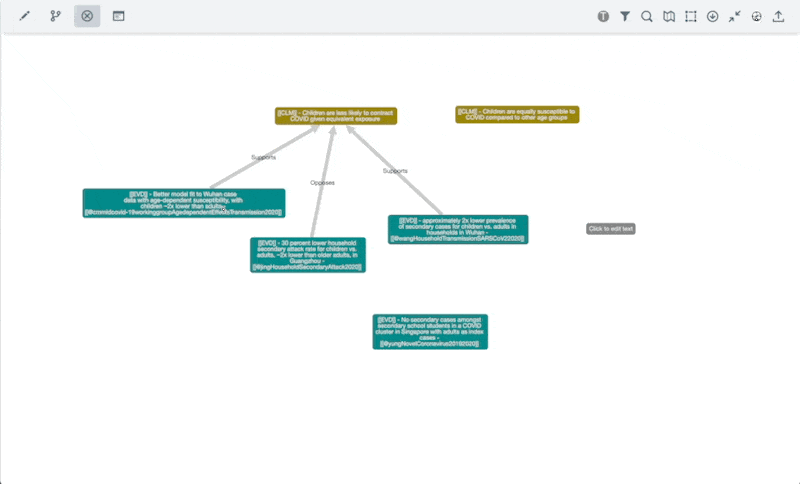 T
[[CLM]] - Children are less likely to contract
COVID given equivalent exposure
[[CLM]] - Children are equally susceptible to
COVID compared to other age groups
Supports
Opposes
Supports
[[EVD]] - Better model fit to Wuhan case
data with age-dependent susceptibility, with
children ~2x lower than adults -
[[EVD]] - approximately 2x lower prevalence
of secondary cases for children vs. adults in
households in Wuhan -
[[@wangHouseholdTransmissionSARSCoV22020]]
Click to edit text
[[EVD]] - 30 percent lower household
secondary attack rate for children vs.
adults, ~2x lower than older adults, in
Guangzhou -
[[@jingHouseholdSecondaryAttack2020]]
[[EVD]] - No secondary cases amongst
secondary school students in a COVID
cluster in Singapore with adults as index
cases -
[[@yungNovelCoronavirus20192020]]